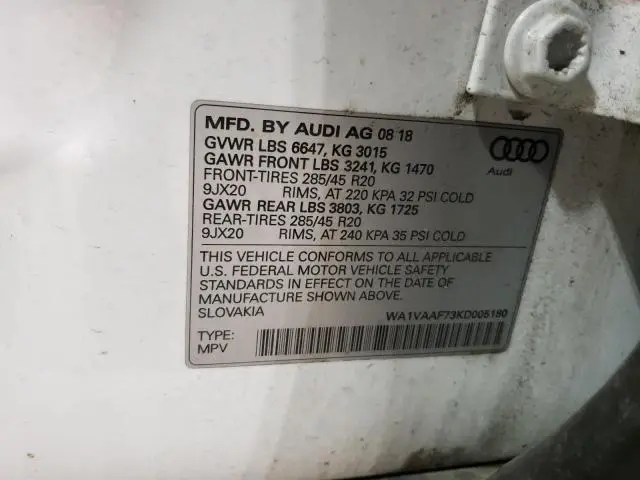 MFD. BY AUDI AG 08 18
GVWR LBS 6647, KG 3015
GAWR FRONT LBS 3241, KG 1470
FRONT-TIRES 285/45 R20
9JX20 RIMS, AT 220 KPA 32 PSI COLD
GAWR REAR LBS 3803, KG 1725
REAR-TIRES 285/45 R20
9JX20 RIMS, AT 240 KPA 35 PSI COLD
Audi
THIS VEHICLE CONFORMS TO ALL APPLICABLE
U.S. FEDERAL MOTOR VEHICLE SAFETY
STANDARDS IN EFFECT ON THE DATE OF
MANUFACTURE SHOWN ABOVE.
SLOVAKIA WA1VAAF73KD005180
TYPE:
MPV